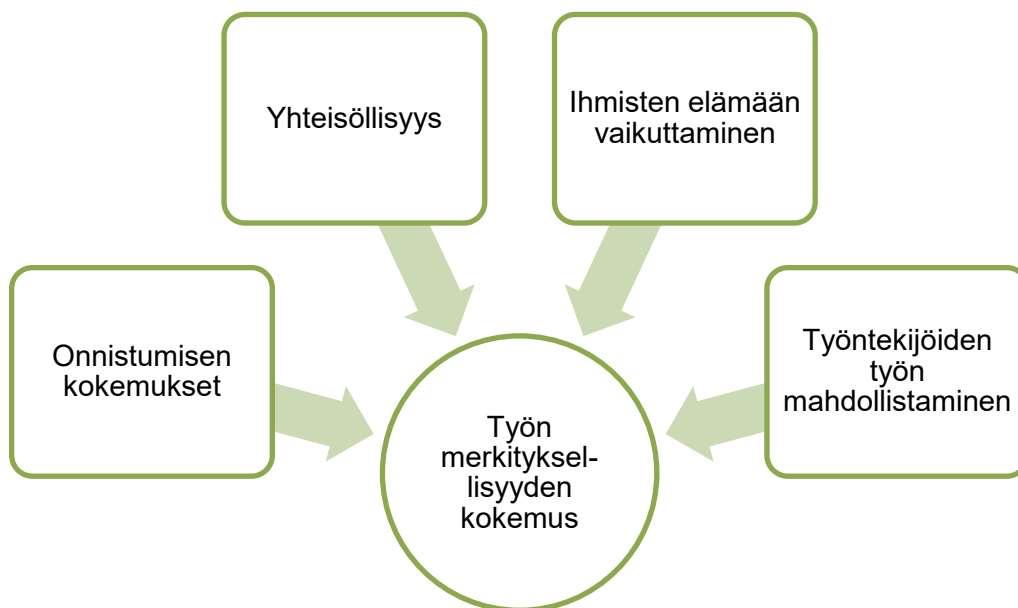 Yhteisöllisyys
Ihmisten elämään
vaikuttaminen
Onnistumisen
kokemukset
Työntekijöiden
työn
mahdollistaminen
Työn
merkityksel-
lisyyden
kokemus